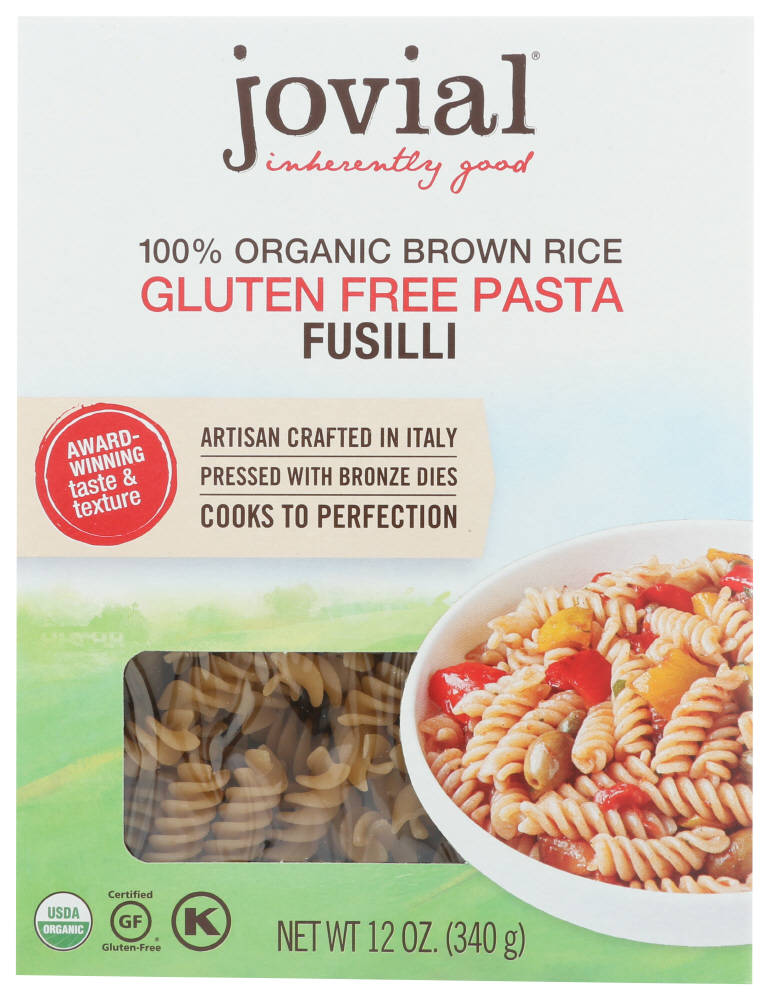 jovial®
inherently good
100% ORGANIC BROWN RICE
GLUTEN FREE PASTA
FUSILLI
AWARD-
WINNING
taste &
texture
ARTISAN CRAFTED IN ITALY
PRESSED WITH BRONZE DIES
COOKS TO PERFECTION
USDA
ORGANIC
Certified
GF
Gluten-Free®
K
NET WT 12 OZ. (340 g)